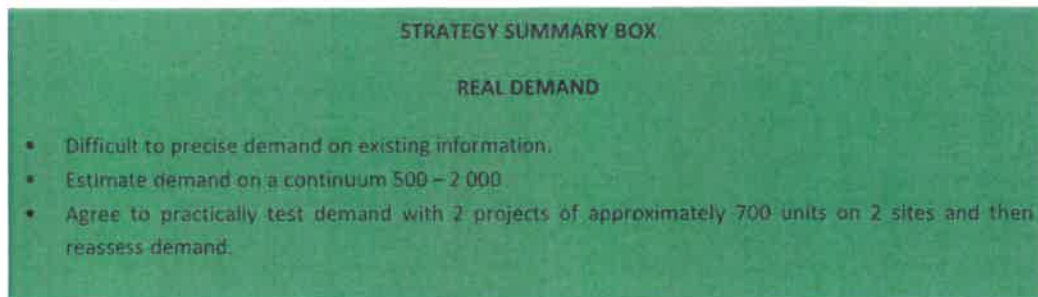 STRATEGY SUMMARY BOX
REAL DEMAND
• Difficult to precise demand on existing information.
• Estimate demand on a continuum 500 – 2 000
• Agree to practically test demand with 2 projects of approximately 700 units on 2 sites and then
reassess demand.